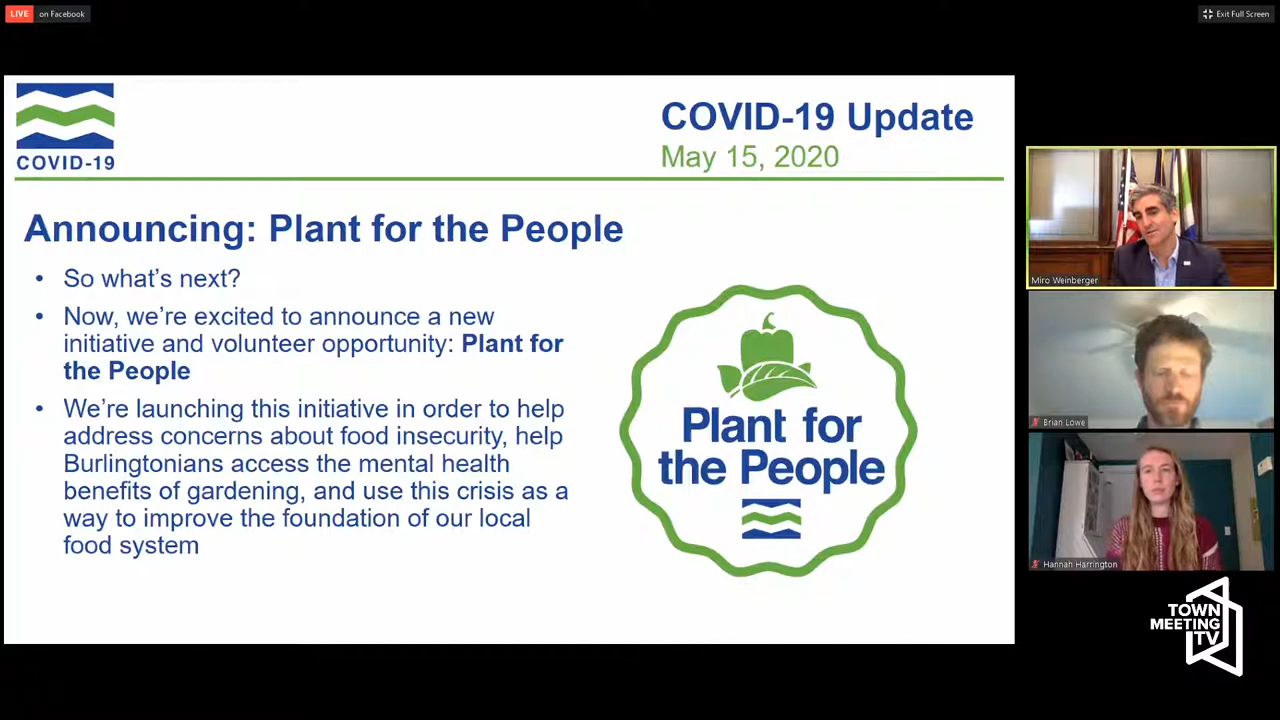 LIVE on Facebook
Exit Full Screen
COVID-19
COVID-19 Update
May 15, 2020
Announcing: Plant for the People
• So what's next?
• Now, we're excited to announce a new
initiative and volunteer opportunity: Plant for
the People
• We're launching this initiative in order to help
address concerns about food insecurity, help
Burlingtonians access the mental health
benefits of gardening, and use this crisis as a
way to improve the foundation of our local
food system
Plant for
the People
Miro Weinberger
Brian Lowe
Hannah Harrington
TOWN
MEETING
TV